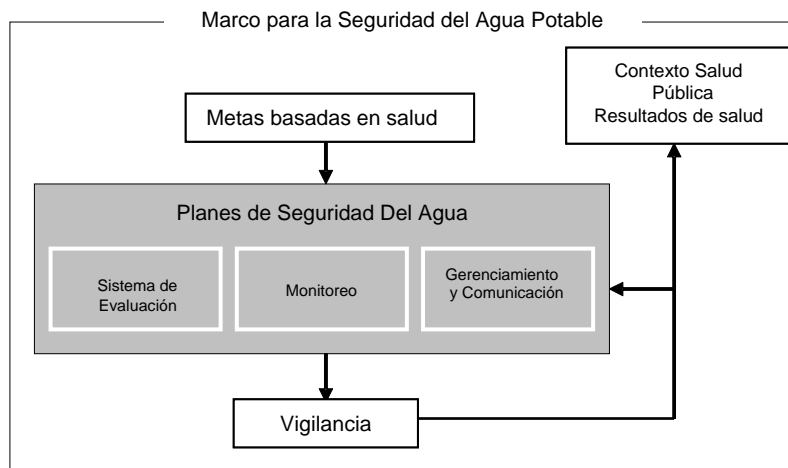 Marco para la Seguridad del Agua Potable
Contexto Salud
Pública
Resultados de salud
Metas basadas en salud
Planes de Seguridad Del Agua
Sistema de
Evaluación
Monitoreo
Gerenciamiento
y Comunicación
Vigilancia